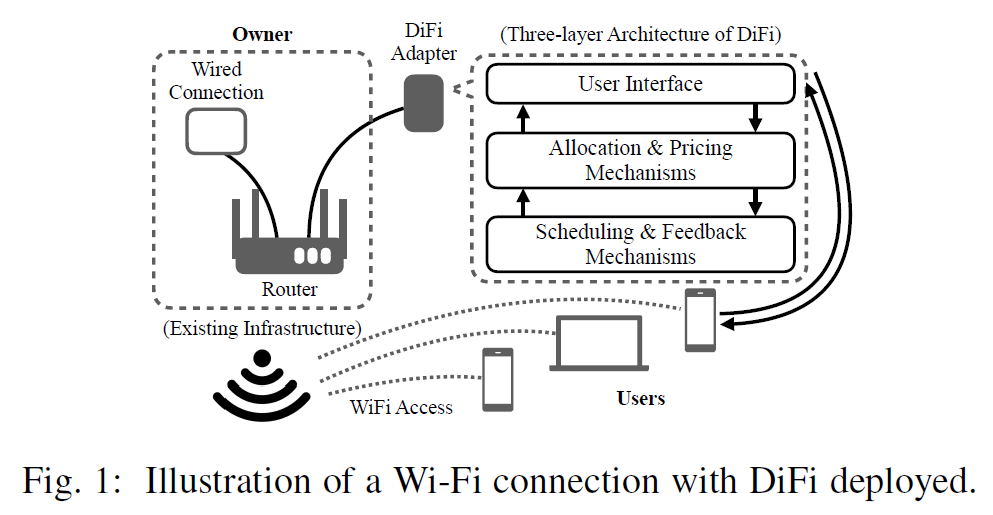 Owner
DiFi
Adapter
(Three-layer Architecture of DiFi)
Wired
Connection
User Interface
Allocation & Pricing
Mechanisms
Scheduling & Feedback
Mechanisms
Router
(Existing Infrastructure)
WiFi Access
Users
Fig. 1: Illustration of a Wi-Fi connection with DiFi deployed.